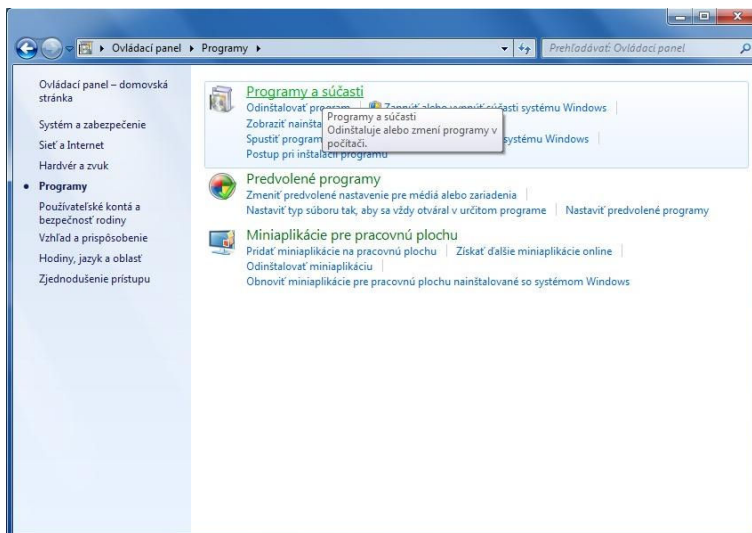 Ovládací panel ▸ Programy ▸
Prehľadávať: Ovládací panel
Ovládací panel – domovská
stránka
Systém a zabezpečenie
Sieť a Internet
Hardvér a zvuk
Programy
Používateľské kontá a
bezpečnosť rodiny
Vzhľad a prispôsobenie
Hodiny, jazyk a oblasť
Zjednodušenie prístupu
Programy a súčasti
Odinštalovať program Zapnúť alebo vypnúť súčasti systému Windows
Zobraziť
Spustiť program systému Windows
Postup pri inštalácii programu
Programy a súčasti
Odinštaluje alebo zmení programy v
počítači.
Predvolené programy
Zmeniť predvolené nastavenie pre médiá alebo zariadenia
Nastaviť typ súboru tak, aby sa vždy otváral v určitom programe Nastaviť predvolené programy
Miniaplikácie pre pracovnú plochu
Pridať miniaplikácie na pracovnú plochu Získať ďalšie miniaplikácie online
Odinštalovať miniaplikáciu
Obnoviť miniaplikácie pre pracovnú plochu nainštalované so systémom Windows